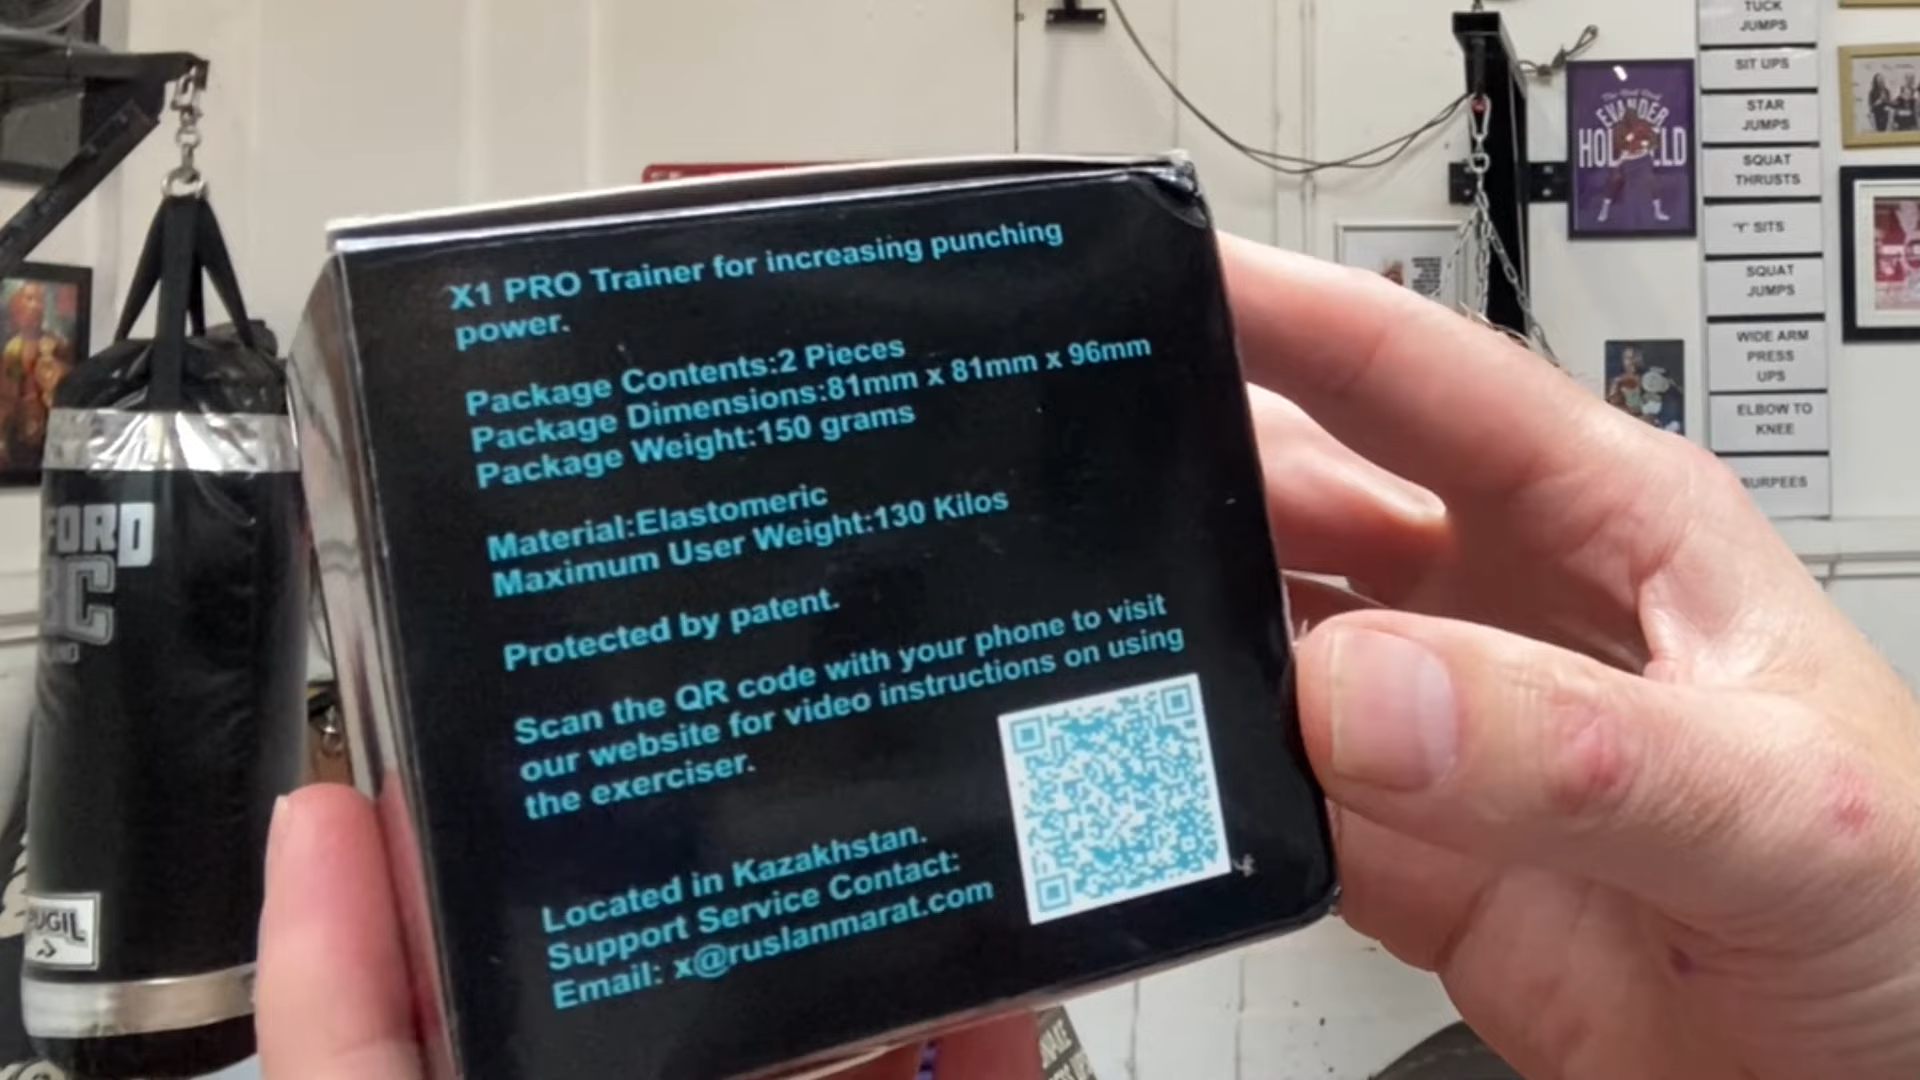 X1 PRO Trainer for increasing punching
power.
Package Contents:2 Pieces
Package Dimensions:81mm x 81mm x 96mm
Package Weight:150 grams
Material:Elastomeric
Maximum User Weight:130 Kilos
Protected by patent.
Scan the QR code with your phone to visit
our website for video instructions on using
the exerciser.
Located in Kazakhstan.
Support Service Contact:
Email: x@ruslanmarat.com
FORD
PUGIL
EVANDER
TUCK
JUMPS
SIT UPS
STAR
JUMPS
SQUAT
THRUSTS
"Y" SITS
SQUAT
JUMPS
WIDE ARM
PRESS
UPS
ELBOW TO
KNEE
BURPEES